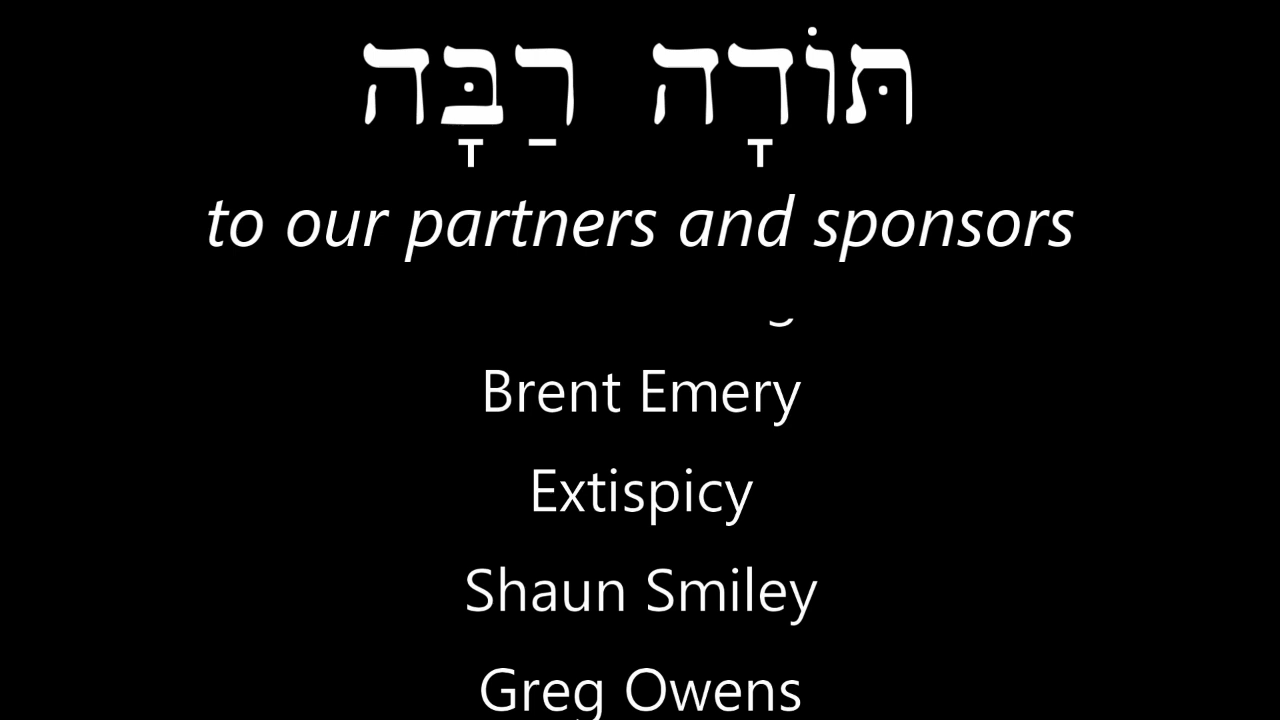 תּוֹדָה רַבָּה
to our partners and sponsors
Brent Emery
Extispicy
Shaun Smiley
Greg Owens